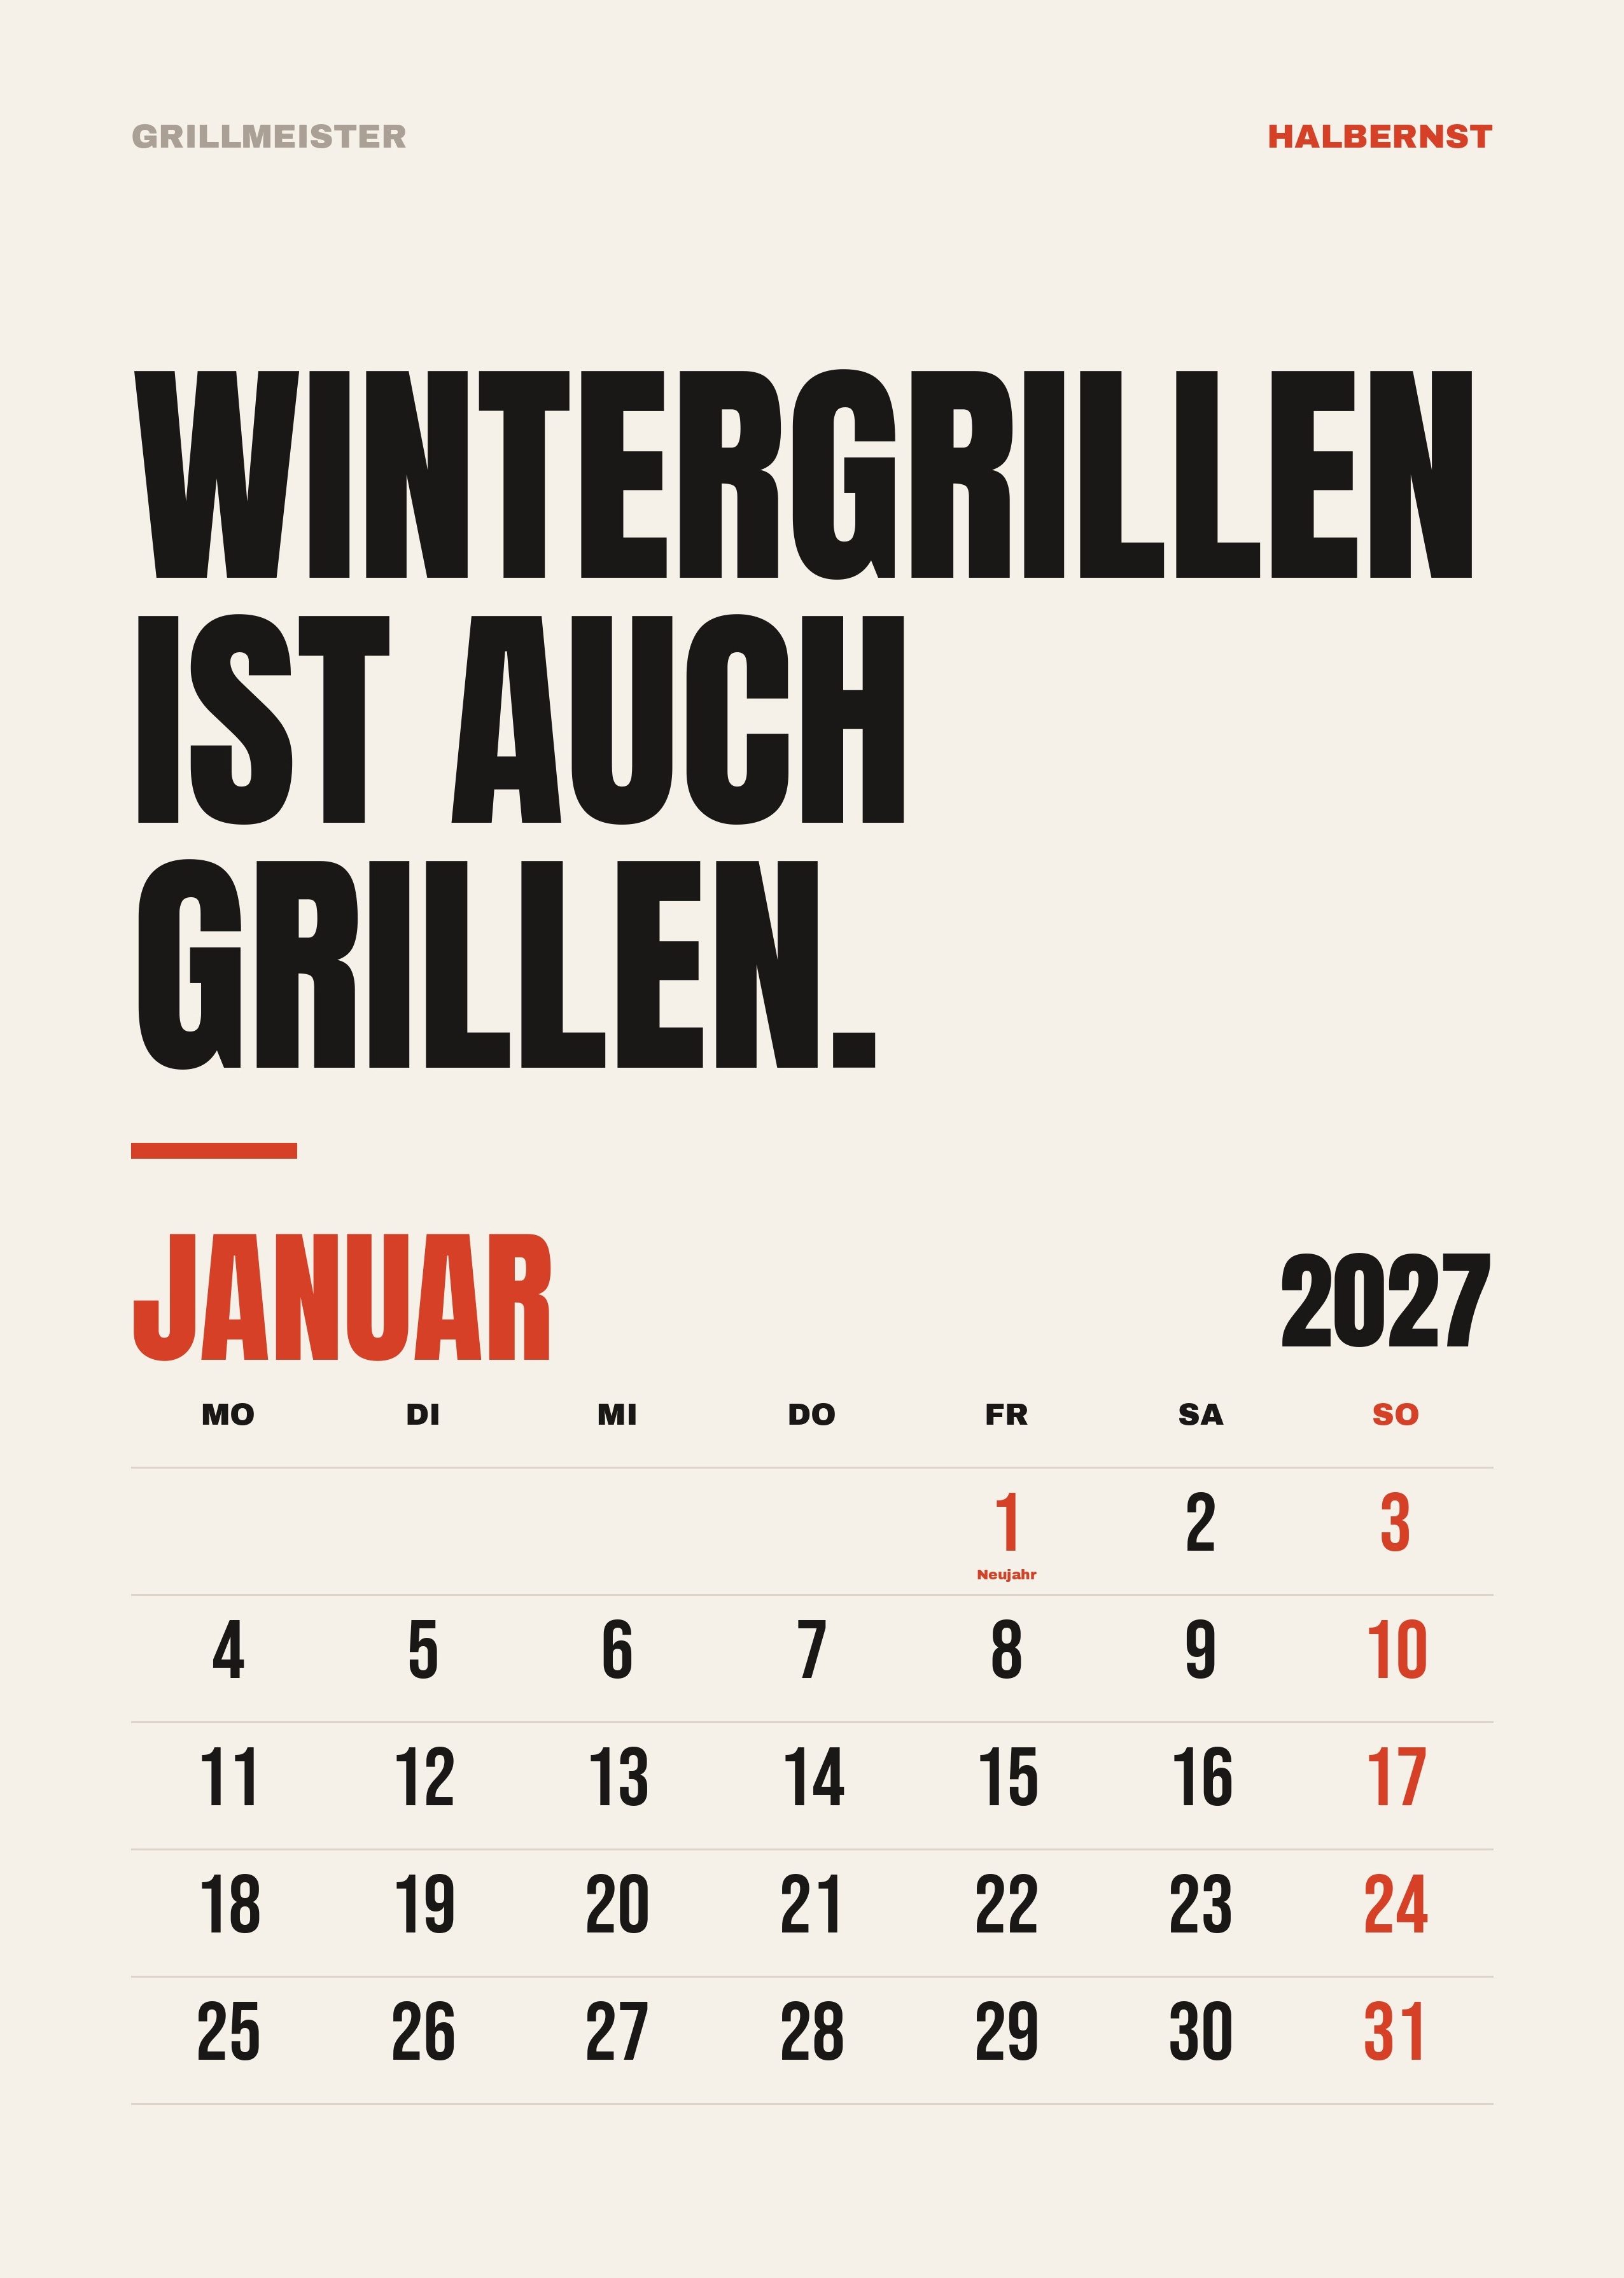 GRILLMEISTER HALBERNST
WINTERGRILLEN
IST AUCH
GRILLEN.
JANUAR 2027
MO DI MI DO FR SA SO
1 2 3
Neujahr
4 5 6 7 8 9 10
11 12 13 14 15 16 17
18 19 20 21 22 23 24
25 26 27 28 29 30 31